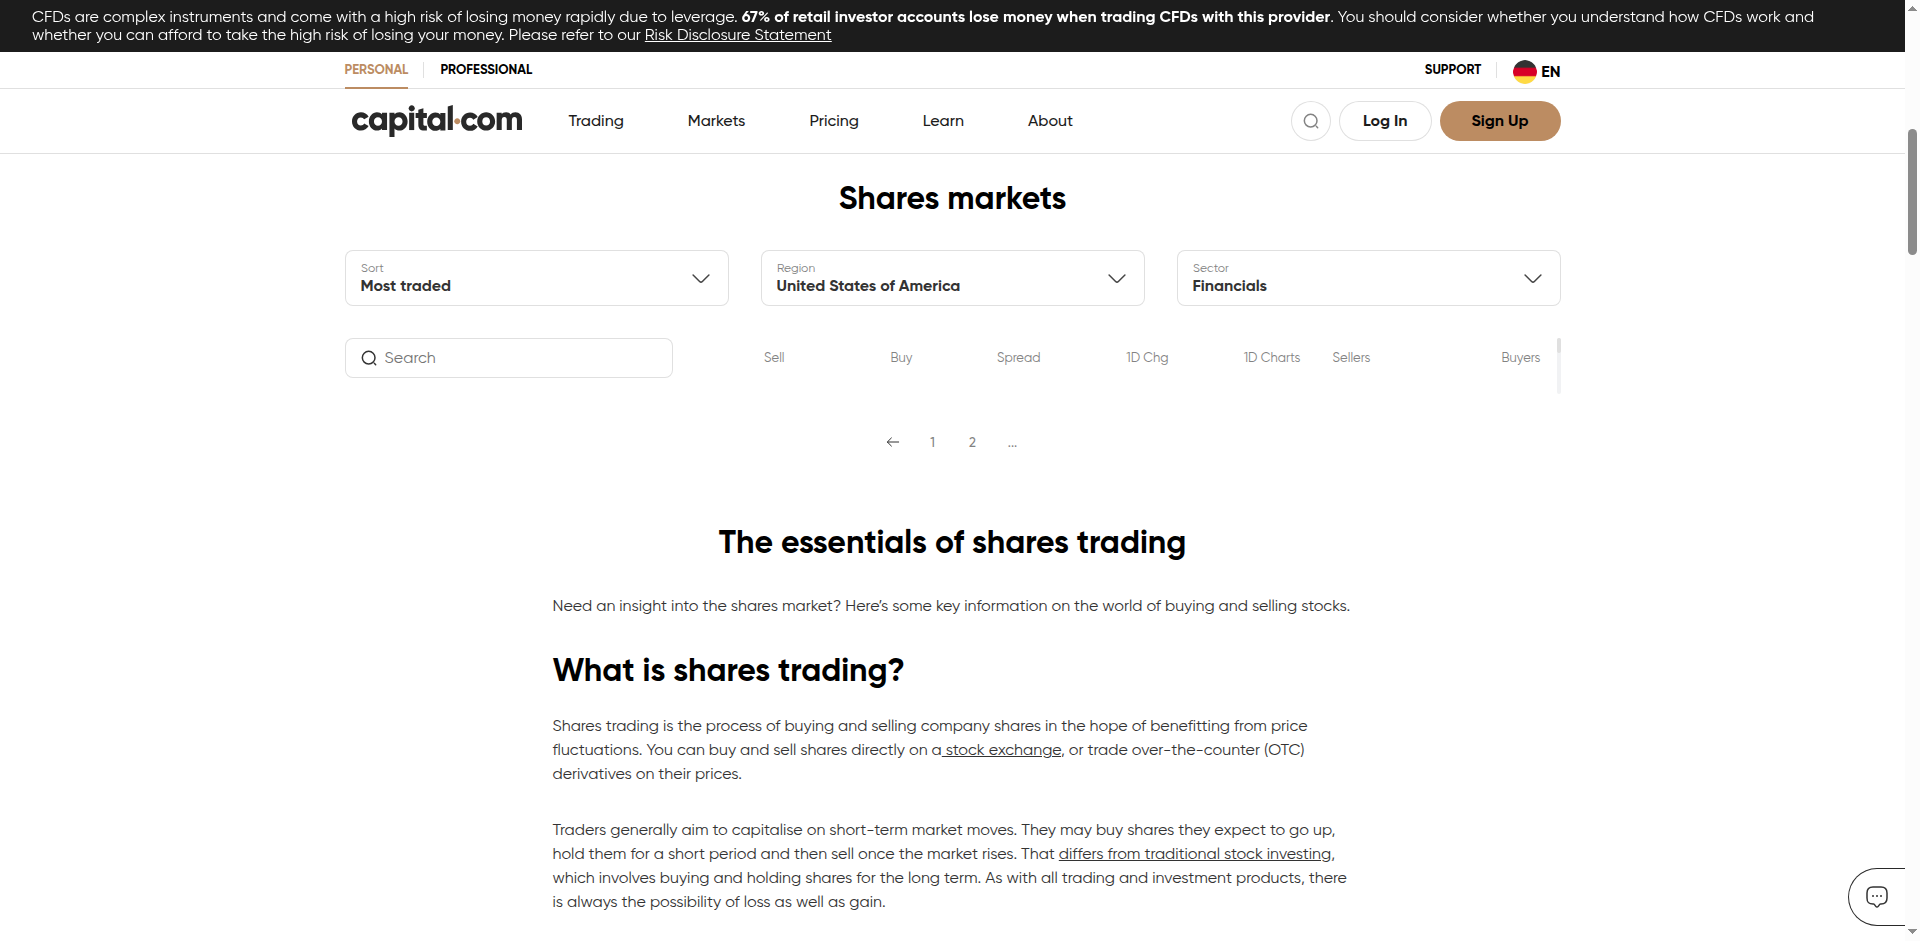 CFDs are complex instruments and come with a high risk of losing money rapidly due to leverage. 67% of retail investor accounts lose money when trading CFDs with this provider. You should consider whether you understand how CFDs work and
whether you can afford to take the high risk of losing your money. Please refer to our Risk Disclosure Statement
PERSONAL PROFESSIONAL SUPPORT EN
capital.com Trading Markets Pricing Learn About Log In Sign Up
Shares markets
Sort Region Sector
Most traded United States of America Financials
Search Sell Buy Spread 1D Chg 1D Charts Sellers Buyers
1 2 ...
The essentials of shares trading
Need an insight into the shares market? Here's some key information on the world of buying and selling stocks.
What is shares trading?
Shares trading is the process of buying and selling company shares in the hope of benefitting from price
fluctuations. You can buy and sell shares directly on a stock exchange, or trade over-the-counter (OTC)
derivatives on their prices.
Traders generally aim to capitalise on short-term market moves. They may buy shares they expect to go up,
hold them for a short period and then sell once the market rises. That differs from traditional stock investing,
which involves buying and holding shares for the long term. As with all trading and investment products, there
is always the possibility of loss as well as gain.